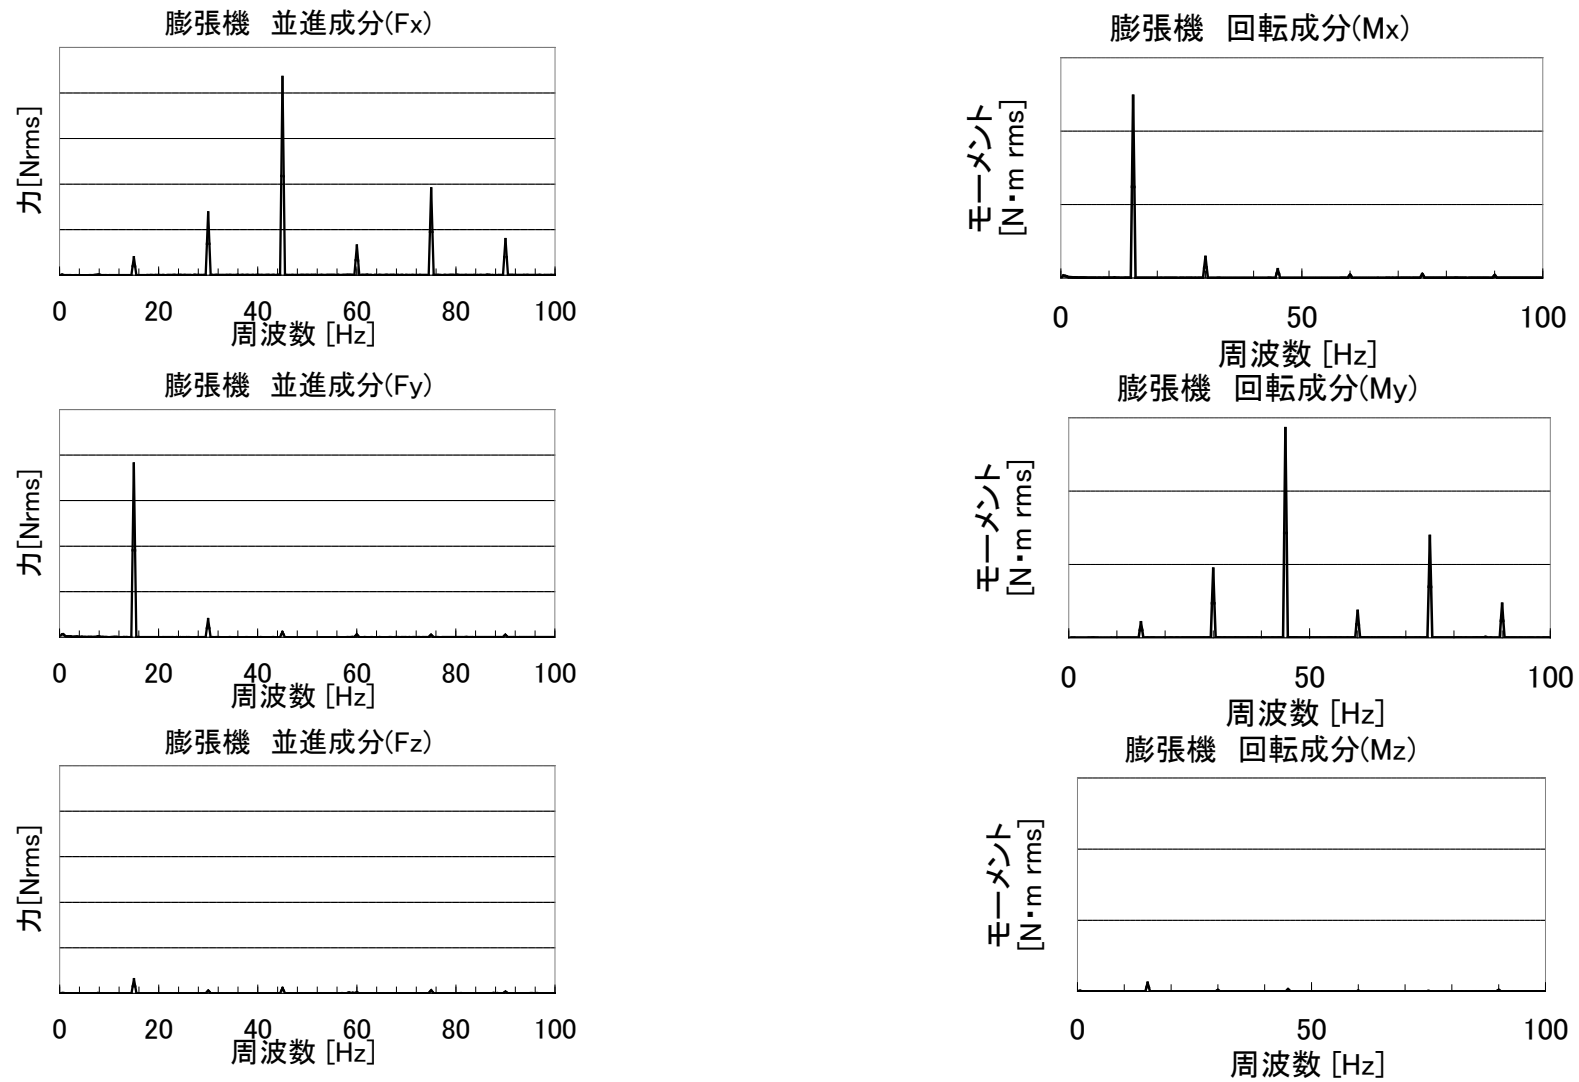 膨張機　並進成分(Fx)
力[Nrms]
0 20 40 60 80 100
周波数 [Hz]
膨張機　並進成分(Fy)
力[Nrms]
0 20 40 60 80 100
周波数 [Hz]
膨張機　並進成分(Fz)
力[Nrms]
0 20 40 60 80 100
周波数 [Hz]
膨張機　回転成分(Mx)
モーメント
[N・m rms]
0 50 100
周波数 [Hz]
膨張機　回転成分(My)
モーメント
[N・m rms]
0 50 100
周波数 [Hz]
膨張機　回転成分(Mz)
モーメント
[N・m rms]
0 50 100
周波数 [Hz]